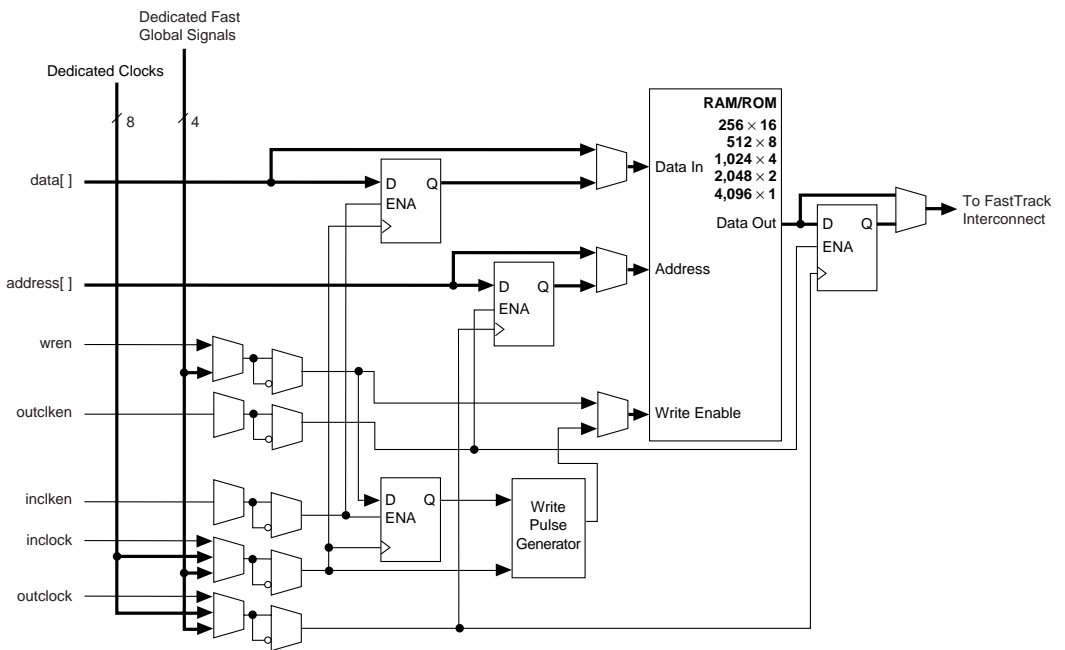 Dedicated Fast
Global Signals
Dedicated Clocks
8
4
RAM/ROM
256 × 16
512 × 8
1,024 × 4
2,048 × 2
4,096 × 1
data[ ]
D Q
ENA
Data In
Data Out
D Q
ENA
To FastTrack
Interconnect
address[ ]
D Q
ENA
Address
wren
outclken
Write Enable
inclken
D Q
ENA
Write
Pulse
Generator
inclock
outclock